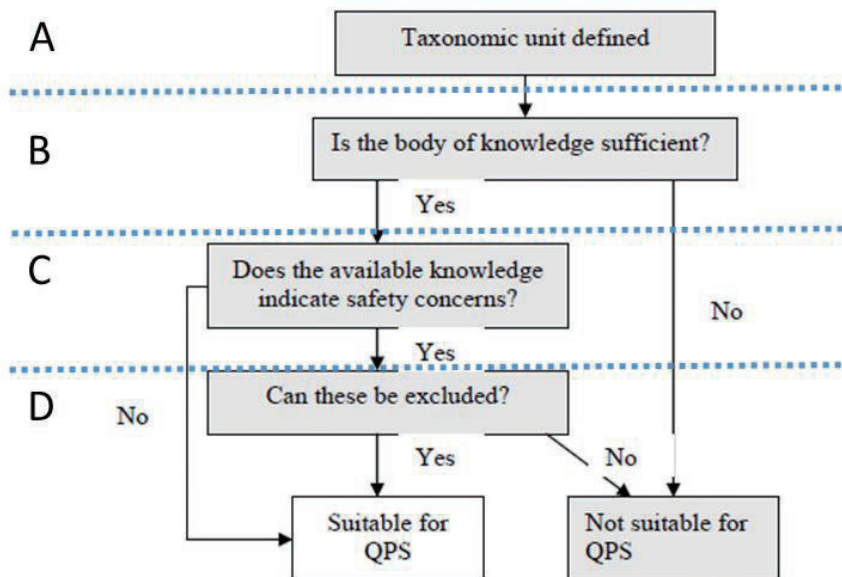 A
Taxonomic unit defined
B
Is the body of knowledge sufficient?
Yes
C
Does the available knowledge
indicate safety concerns?
No
Yes
D
Can these be excluded?
No
Yes
No
Suitable for
QPS
Not suitable for
QPS